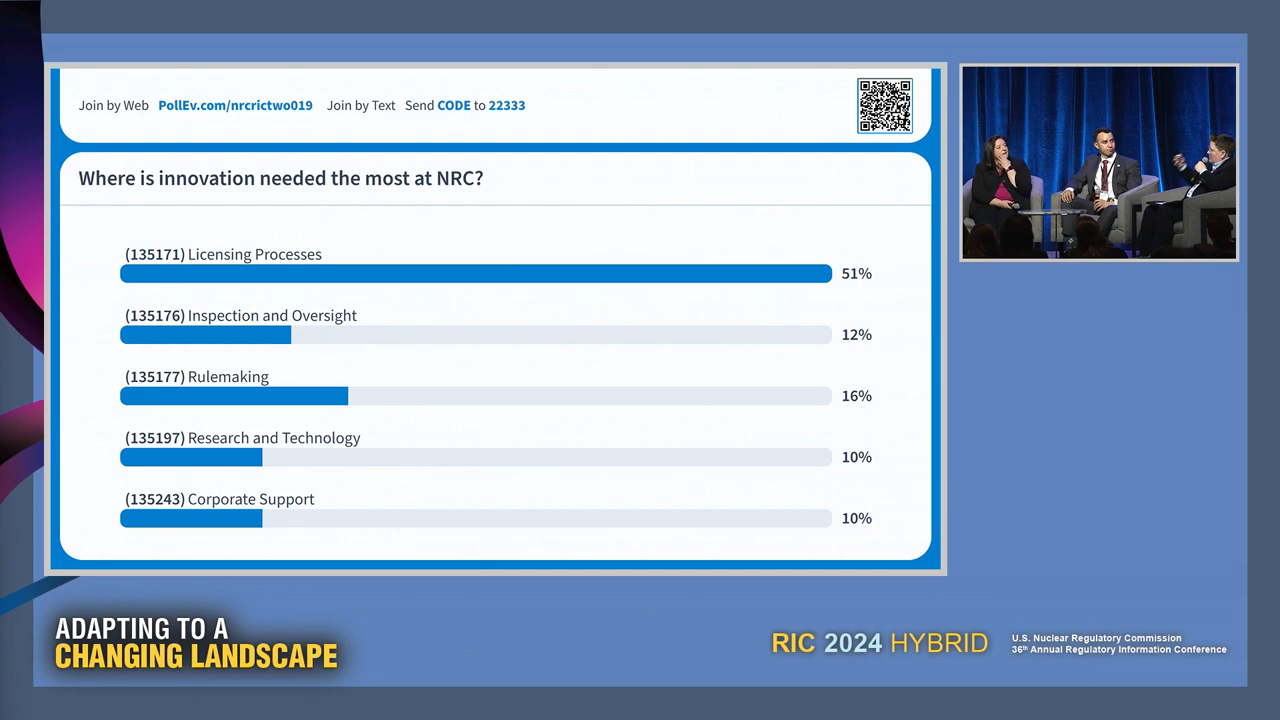 Join by Web PollEv.com/nrcrictwo019 Join by Text Send CODE to 22333
Where is innovation needed the most at NRC?
(135171) Licensing Processes
51%
(135176) Inspection and Oversight
12%
(135177) Rulemaking
16%
(135197) Research and Technology
10%
(135243) Corporate Support
10%
ADAPTING TO A
CHANGING LANDSCAPE
RIC 2024 HYBRID
U.S. Nuclear Regulatory Commission
36th Annual Regulatory Information Conference